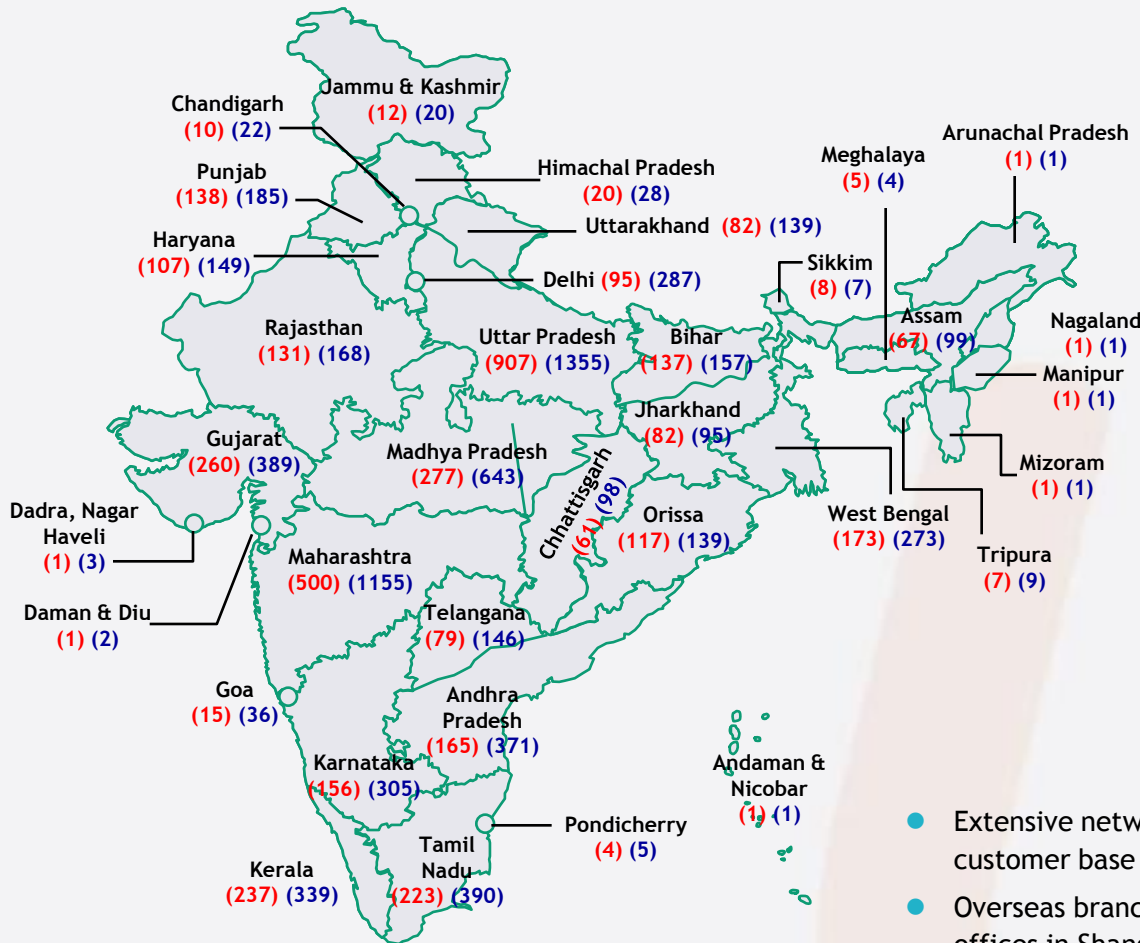 Jammu & Kashmir
(12) (20)
Chandigarh
(10) (22)
Arunachal Pradesh
(1) (1)
Meghalaya
(5) (4)
Himachal Pradesh
(20) (28)
Punjab
(138) (185)
Uttarakhand (82) (139)
Haryana
(107) (149)
Delhi (95) (287)
Sikkim
(8) (7)
Assam
(67) (99)
Nagaland
(1) (1)
Rajasthan
(131) (168)
Uttar Pradesh
(907) (1355)
Bihar
(137) (157)
Manipur
(1) (1)
Jharkhand
(82) (95)
Gujarat
(260) (389)
Madhya Pradesh
(277) (643)
Chhattisgarh
(61) (98)
Mizoram
(1) (1)
Dadra, Nagar
Haveli
(1) (3)
Orissa
(117) (139)
West Bengal
(173) (273)
Maharashtra
(500) (1155)
Tripura
(7) (9)
Daman & Diu
(1) (2)
Telangana
(79) (146)
Goa
(15) (36)
Andhra
Pradesh
(165) (371)
Karnataka
(156) (305)
Andaman &
Nicobar
(1) (1)
Pondicherry
(4) (5)
Tamil
Nadu
(223) (390)
Kerala
(237) (339)
Extensive netw
customer base
Overseas branc
offices in Shan